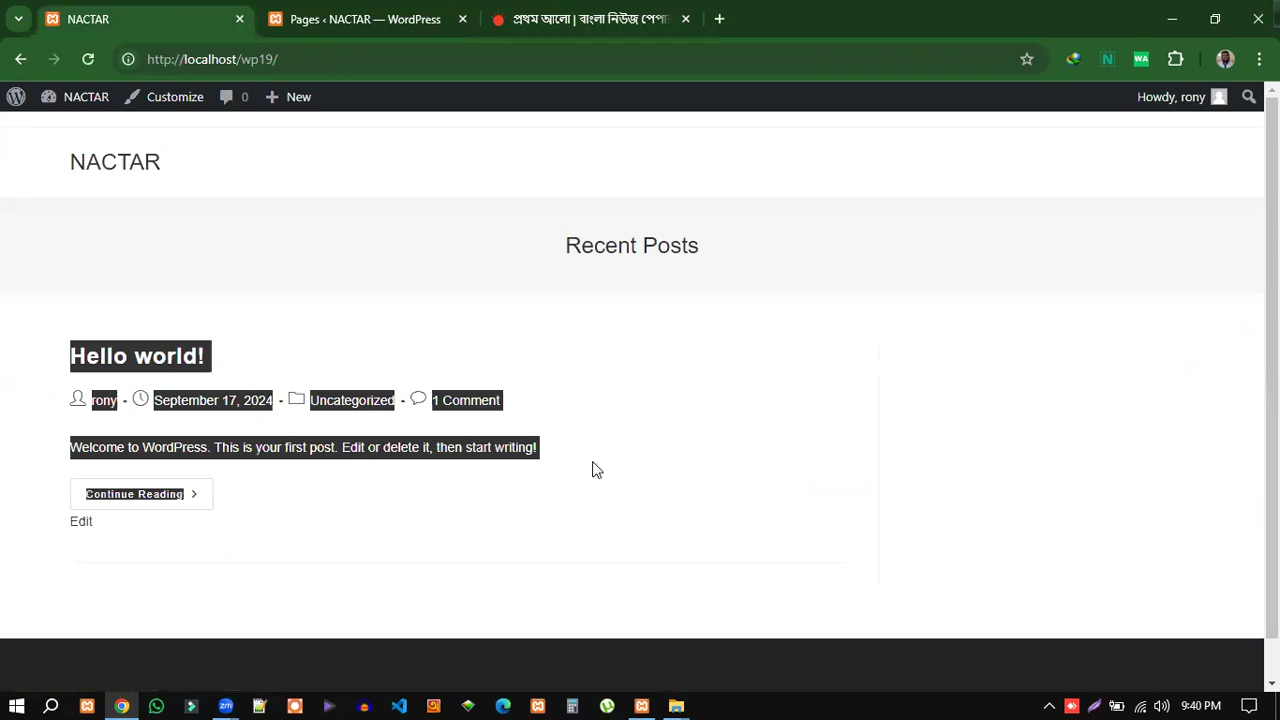 NACTAR
Pages ‹ NACTAR — WordPress
প্রথম আলো | বাংলা নিউজ পেপা
http://localhost/wp19/
N
WA
NACTAR
Customize
0
New
Howdy, rony
NACTAR
Recent Posts
Hello world!
rony - September 17, 2024 - Uncategorized - 1 Comment
Welcome to WordPress. This is your first post. Edit or delete it, then start writing!
Continue Reading
Edit
zm
9:40 PM